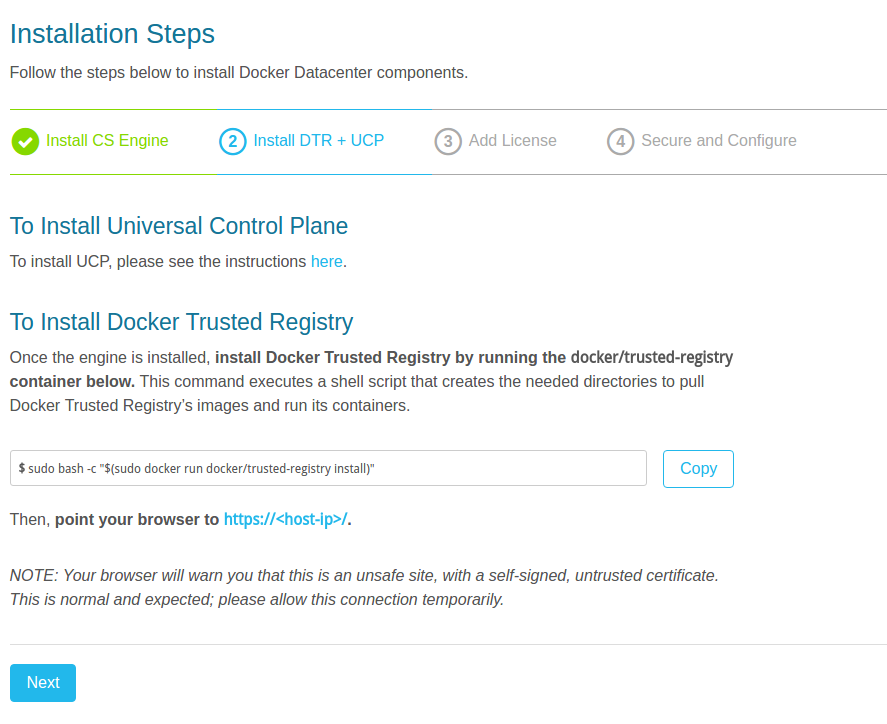 Installation Steps
Follow the steps below to install Docker Datacenter components.
Install CS Engine
2 Install DTR + UCP
3 Add License
4 Secure and Configure
To Install Universal Control Plane
To install UCP, please see the instructions here.
To Install Docker Trusted Registry
Once the engine is installed, install Docker Trusted Registry by running the docker/trusted-registry
container below. This command executes a shell script that creates the needed directories to pull
Docker Trusted Registry's images and run its containers.
$ sudo bash -c "$(sudo docker run docker/trusted-registry install)"
Copy
Then, point your browser to https://<host-ip>/.
NOTE: Your browser will warn you that this is an unsafe site, with a self-signed, untrusted certificate.
This is normal and expected; please allow this connection temporarily.
Next